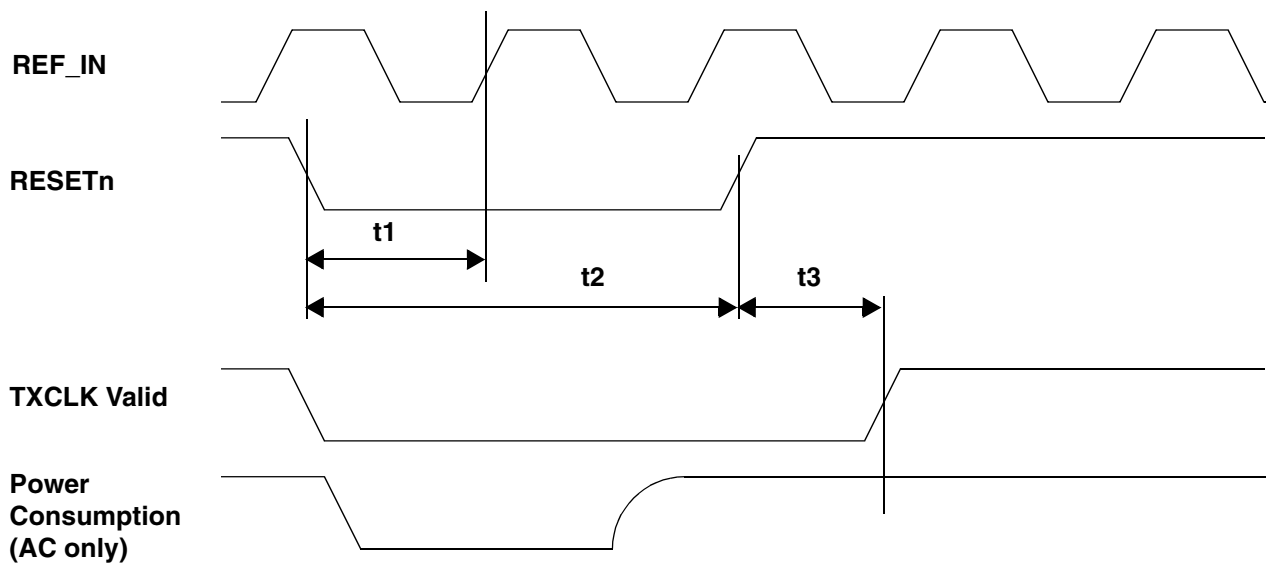 REF_IN
RESETn
t1
t2
t3
TXCLK Valid
Power
Consumption
(AC only)